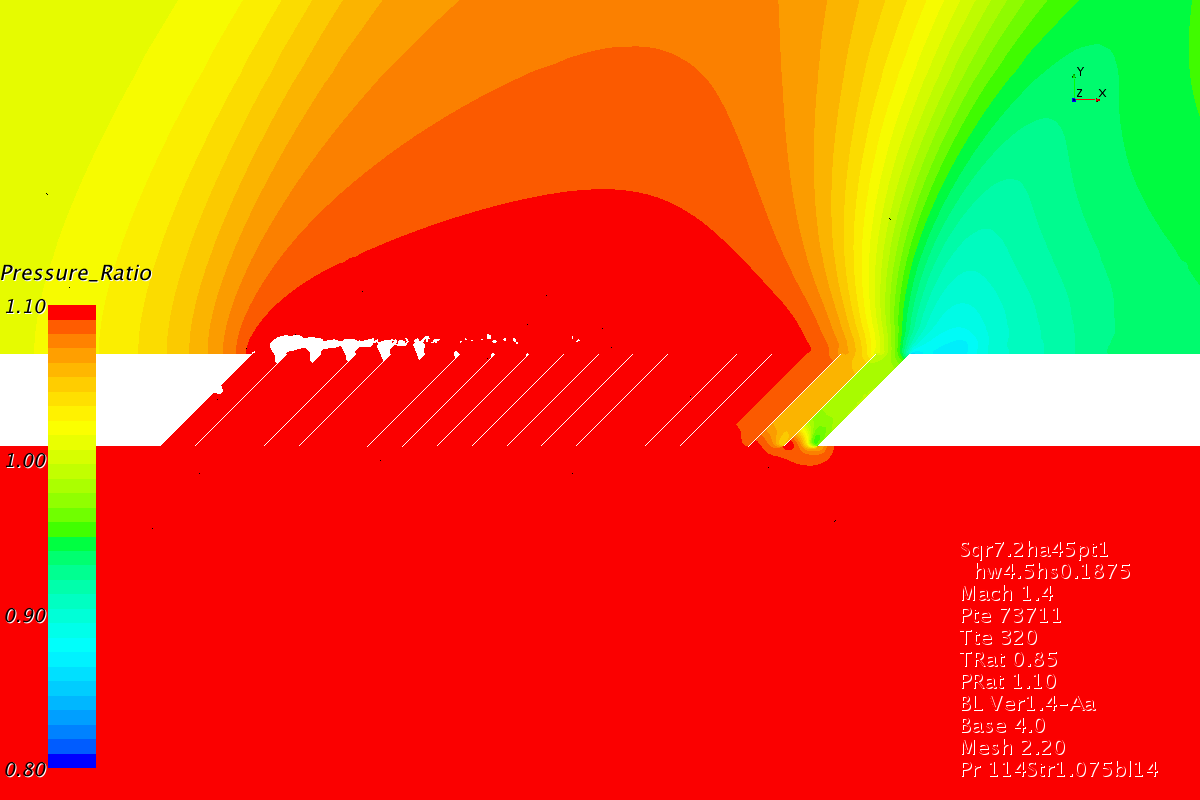 Y
Z X
Pressure_Ratio
1.10
1.00
0.90
0.80
Sqr7.2ha45pt1
hw4.5hs0.1875
Mach 1.4
Pte 73711
Tte 320
TRat 0.85
PRat 1.10
BL Ver1.4-Aa
Base 4.0
Mesh 2.20
Pr 114Str1.075bl14